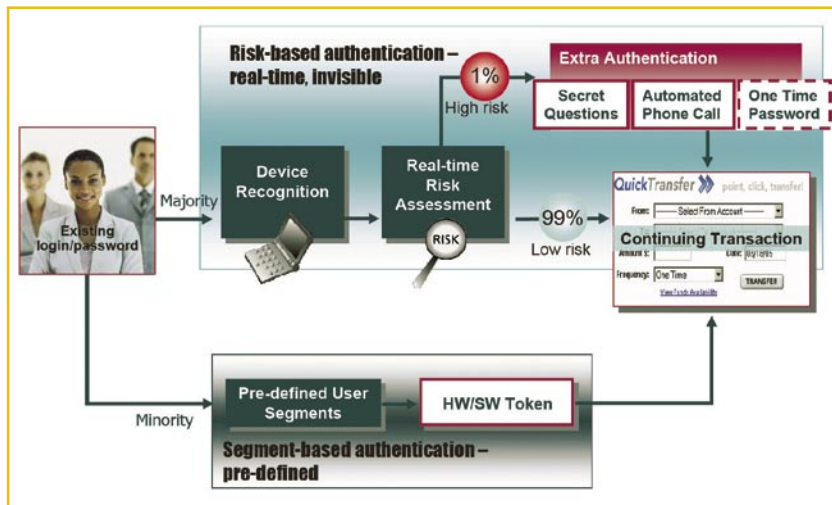 Risk-based authentication –
real-time, invisible
1%
High risk
Extra Authentication
Secret
Questions
Automated
Phone Call
One Time
Password
Existing
login/password
Majority
Device
Recognition
Real-time
Risk
Assessment
RISK
99%
Low risk
QuickTransfer point, click, transfer!
From: Select From Account
Continuing Transaction
Amount $: Date:
Frequency: One Time TRANSFER
View Funds Availability
Minority
Pre-defined User
Segments
HW/SW Token
Segment-based authentication –
pre-defined